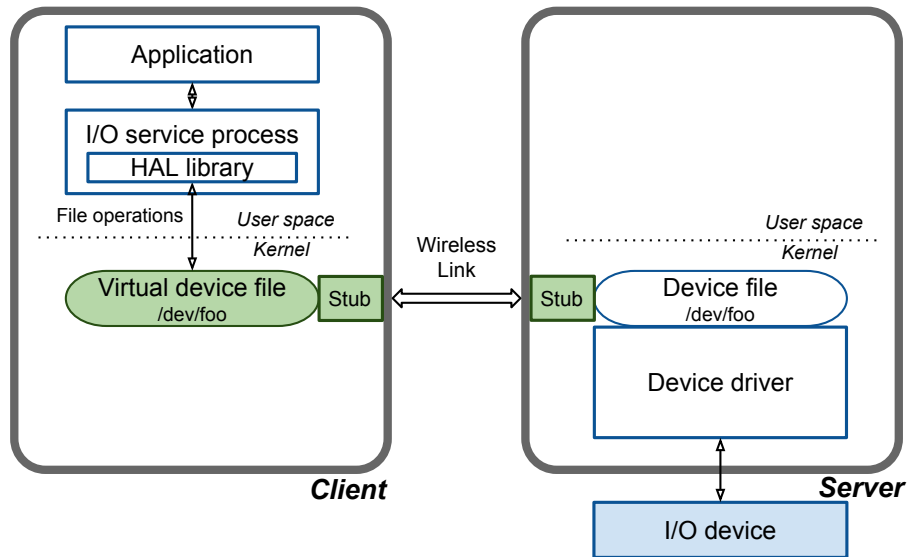 Application
I/O service process
HAL library
File operations
User space
Kernel
Virtual device file
/dev/foo
Stub
Client
Wireless
Link
User space
Kernel
Stub
Device file
/dev/foo
Device driver
Server
I/O device